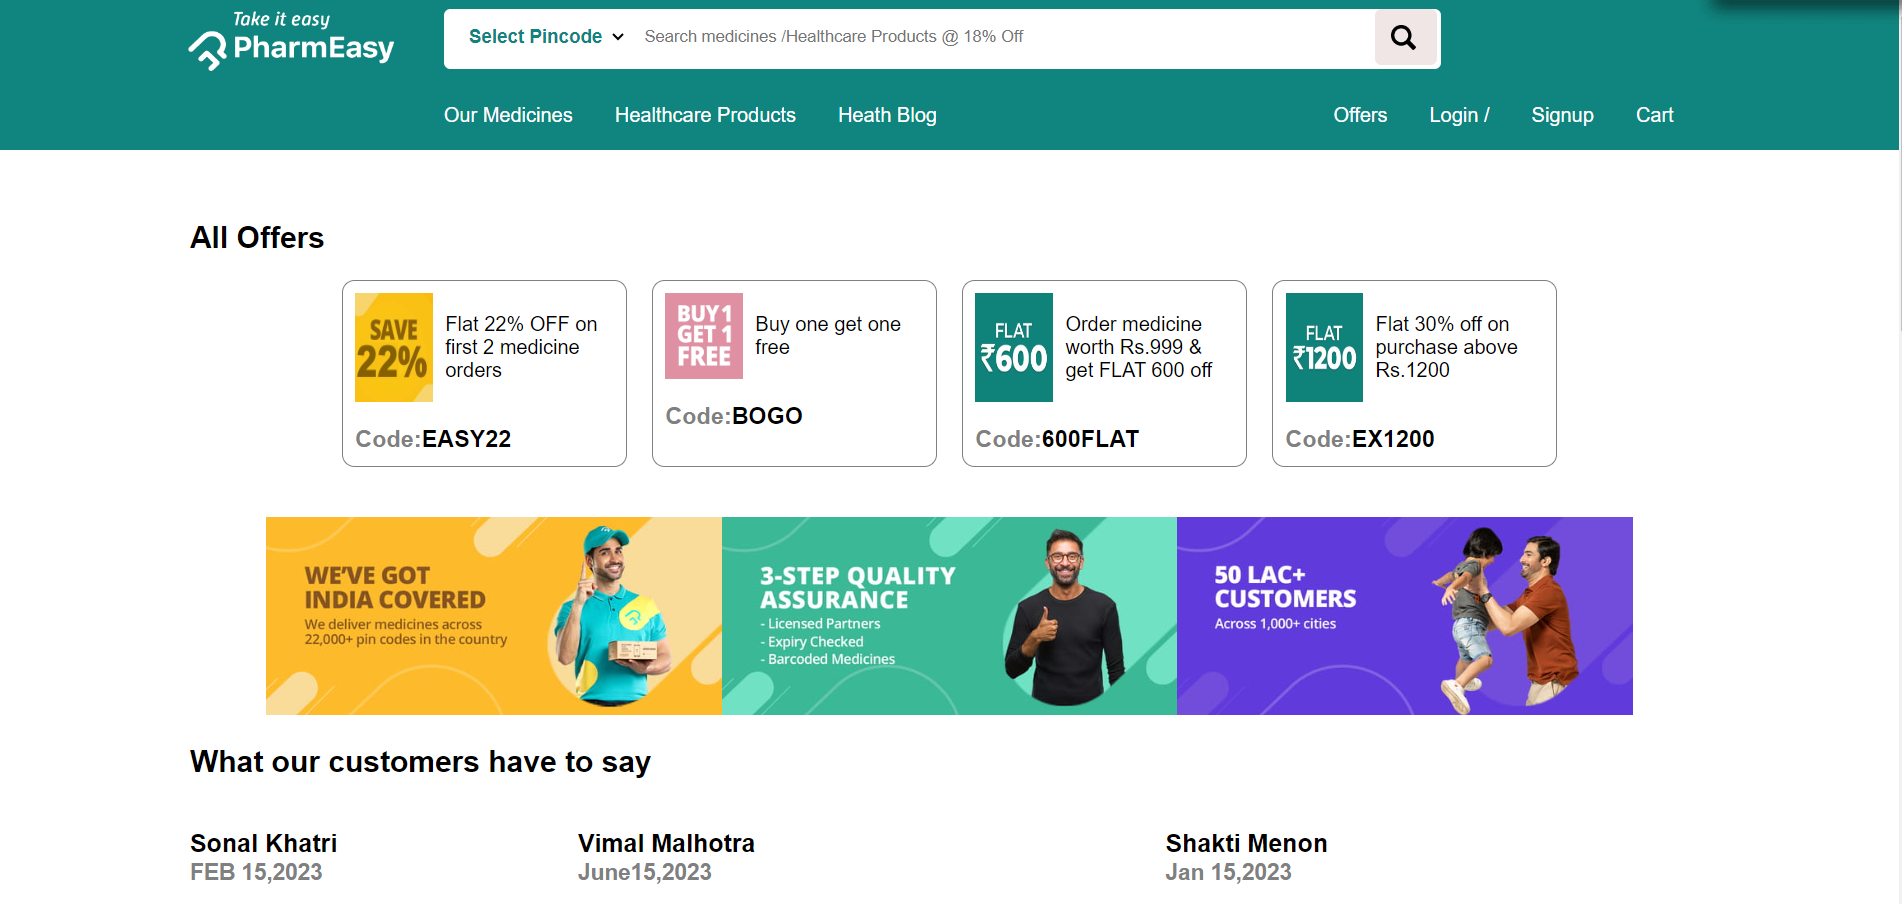 Take it easy
PharmEasy
Select Pincode
Search medicines /Healthcare Products @ 18% Off
Our Medicines
Healthcare Products
Heath Blog
Offers
Login /
Signup
Cart
All Offers
SAVE
22%
Flat 22% OFF on
first 2 medicine
orders
Code:EASY22
BUY 1
GET 1
FREE
Buy one get one
free
Code:BOGO
FLAT
₹600
Order medicine
worth Rs.999 &
get FLAT 600 off
Code:600FLAT
FLAT
₹1200
Flat 30% off on
purchase above
Rs.1200
Code:EX1200
WE'VE GOT
INDIA COVERED
We deliver medicines across
22,000+ pin codes in the country
3-STEP QUALITY
ASSURANCE
- Licensed Partners
- Expiry Checked
- Barcoded Medicines
50 LAC+
CUSTOMERS
Across 1,000+ cities
What our customers have to say
Sonal Khatri
FEB 15,2023
Vimal Malhotra
June15,2023
Shakti Menon
Jan 15,2023